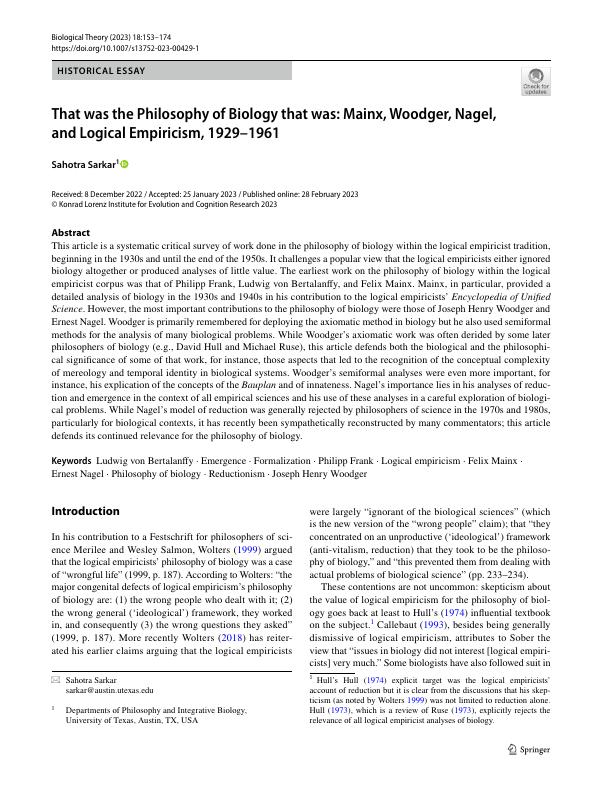 Biological Theory (2023) 18:153–174
https://doi.org/10.1007/s13752-023-00429-1
HISTORICAL ESSAY
Check for
updates
That was the Philosophy of Biology that was: Mainx, Woodger, Nagel,
and Logical Empiricism, 1929–1961
Sahotra Sarkar1
Received: 8 December 2022 / Accepted: 25 January 2023 / Published online: 28 February 2023
© Konrad Lorenz Institute for Evolution and Cognition Research 2023
Abstract
This article is a systematic critical survey of work done in the philosophy of biology within the logical empiricist tradition,
beginning in the 1930s and until the end of the 1950s. It challenges a popular view that the logical empiricists either ignored
biology altogether or produced analyses of little value. The earliest work on the philosophy of biology within the logical
empiricist corpus was that of Philipp Frank, Ludwig von Bertalanffy, and Felix Mainx. Mainx, in particular, provided a
detailed analysis of biology in the 1930s and 1940s in his contribution to the logical empiricists' Encyclopedia of Unified
Science. However, the most important contributions to the philosophy of biology were those of Joseph Henry Woodger and
Ernest Nagel. Woodger is primarily remembered for deploying the axiomatic method in biology but he also used semiformal
methods for the analysis of many biological problems. While Woodger's axiomatic work was often derided by some later
philosophers of biology (e.g., David Hull and Michael Ruse), this article defends both the biological and the philosophi-
cal significance of some of that work, for instance, those aspects that led to the recognition of the conceptual complexity
of mereology and temporal identity in biological systems. Woodger's semiformal analyses were even more important, for
instance, his explication of the concepts of the Bauplan and of innateness. Nagel's importance lies in his analyses of reduc-
tion and emergence in the context of all empirical sciences and his use of these analyses in a careful exploration of biologi-
cal problems. While Nagel's model of reduction was generally rejected by philosophers of science in the 1970s and 1980s,
particularly for biological contexts, it has recently been sympathetically reconstructed by many commentators; this article
defends its continued relevance for the philosophy of biology.
Keywords Ludwig von Bertalanffy · Emergence · Formalization · Philipp Frank · Logical empiricism · Felix Mainx ·
Ernest Nagel · Philosophy of biology · Reductionism · Joseph Henry Woodger
Introduction
In his contribution to a Festschrift for philosophers of sci-
ence Merilee and Wesley Salmon, Wolters (1999) argued
that the logical empiricists' philosophy of biology was a case
of “wrongful life” (1999, p. 187). According to Wolters: “the
major congenital defects of logical empiricism's philosophy
of biology are: (1) the wrong people who dealt with it; (2)
the wrong general (‘ideological’) framework, they worked
in, and consequently (3) the wrong questions they asked”
(1999, p. 187). More recently Wolters (2018) has reiter-
ated his earlier claims arguing that the logical empiricists
Sahotra Sarkar
sarkar@austin.utexas.edu
1 Departments of Philosophy and Integrative Biology,
University of Texas, Austin, TX, USA
were largely “ignorant of the biological sciences” (which
is the new version of the “wrong people” claim); that “they
concentrated on an unproductive (‘ideological’) framework
(anti-vitalism, reduction) that they took to be the philoso-
phy of biology,” and “this prevented them from dealing with
actual problems of biological science” (pp. 233–234).
These contentions are not uncommon: skepticism about
the value of logical empiricism for the philosophy of biol-
ogy goes back at least to Hull's (1974) influential textbook
on the subject.1 Callebaut (1993), besides being generally
dismissive of logical empiricism, attributes to Sober the
view that “issues in biology did not interest [logical empiri-
cists] very much.” Some biologists have also followed suit in
1 Hull's Hull (1974) explicit target was the logical empiricists'
account of reduction but it is clear from the discussions that his skep-
ticism (as noted by Wolters 1999) was not limited to reduction alone.
Hull (1973), which is a review of Ruse (1973), explicitly rejects the
relevance of all logical empiricist analyses of biology.
Springer